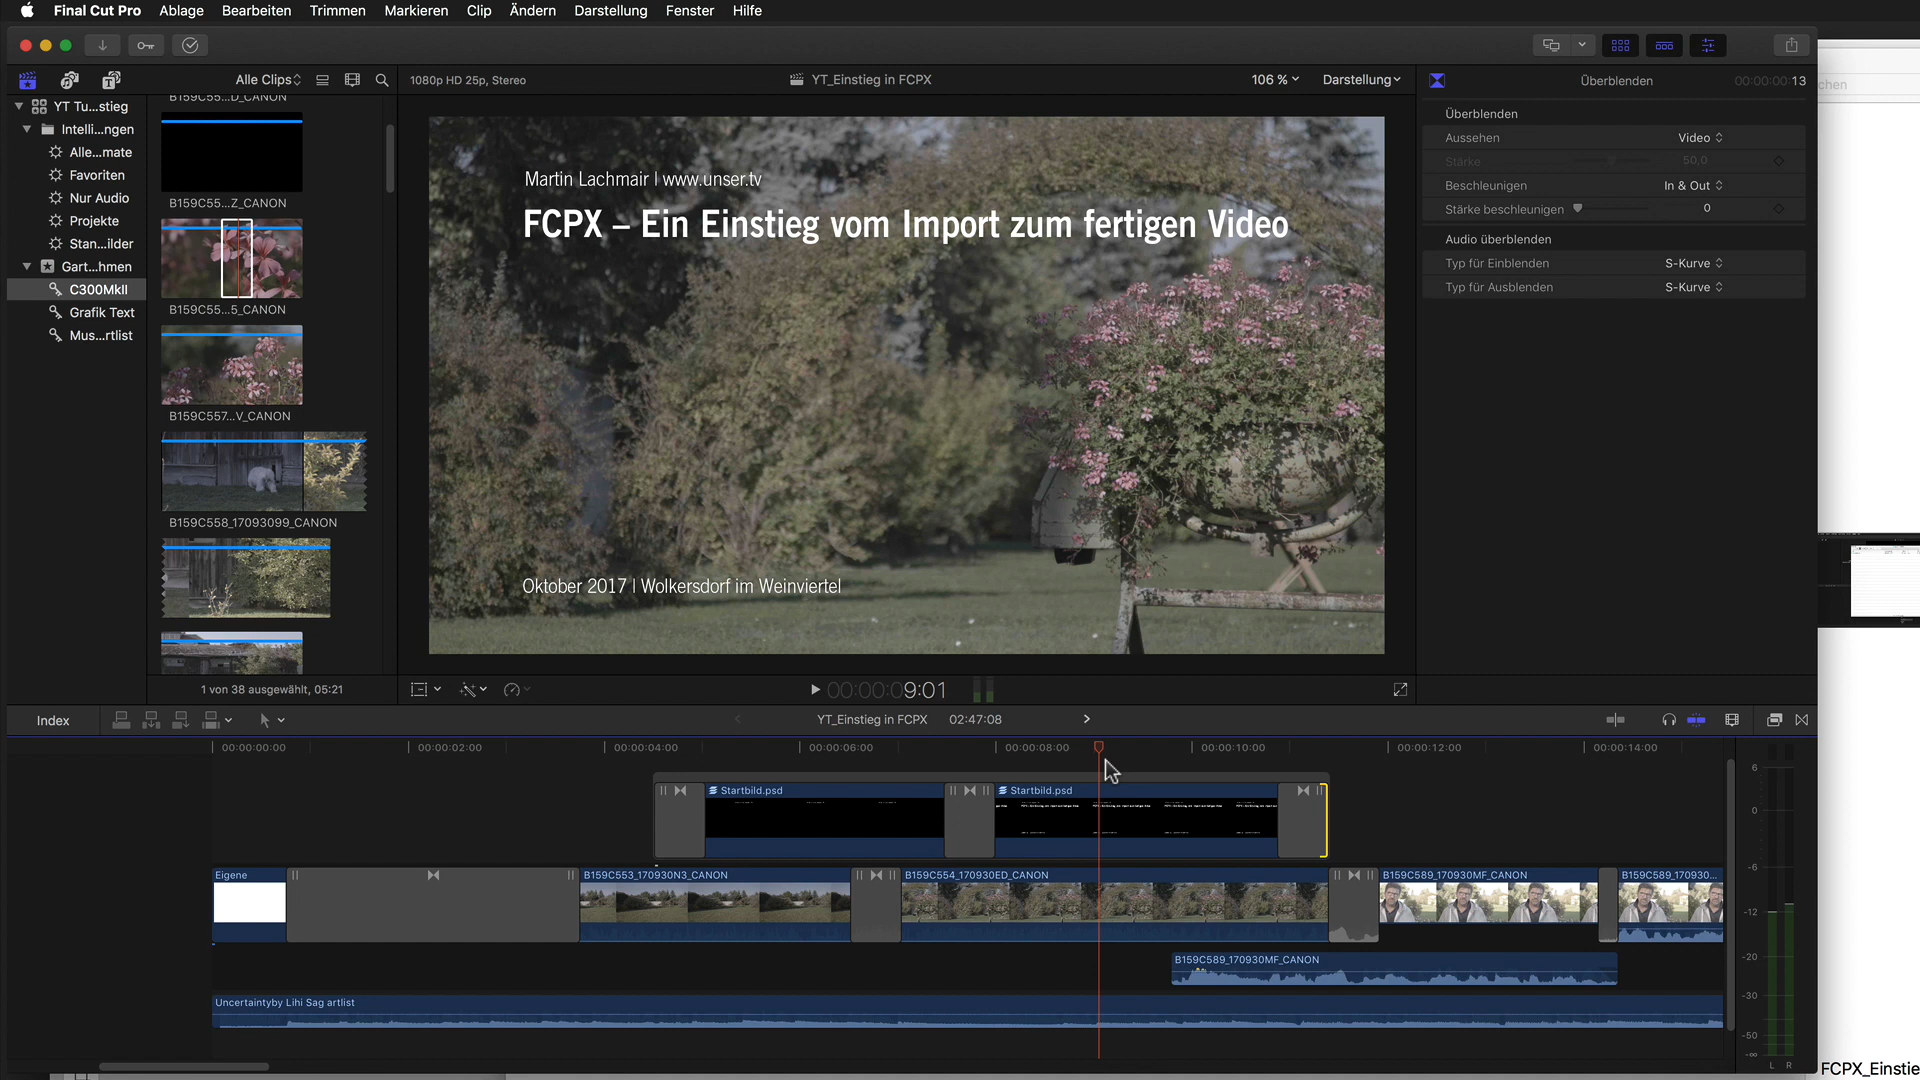 Final Cut Pro Ablage Bearbeiten Trimmen Markieren Clip Ändern Darstellung Fenster Hilfe
Alle Clips
1080p HD 25p, Stereo
YT_Einstieg in FCPX
106 %
Darstellung
Überblenden
00:00:00:13
chen
YT Tu...stieg
Intelli...ngen
Alle...mate
Favoriten
Nur Audio
Projekte
Stan...ilder
Gart...hmen
C300MkII
Grafik Text
Mus...rtlist
B159C55...D_CANON
B159C55...Z_CANON
B159C55...5_CANON
B159C557...V_CANON
B159C558_17093099_CANON
1 von 38 ausgewählt, 05:21
Martin Lachmair | www.unser.tv
FCPX – Ein Einstieg vom Import zum fertigen Video
Oktober 2017 | Wolkersdorf im Weinviertel
00:00:09:01
Überblenden
Aussehen Video
Stärke 50,0
Beschleunigen In & Out
Stärke beschleunigen 0
Audio überblenden
Typ für Einblenden S-Kurve
Typ für Ausblenden S-Kurve
Index
YT_Einstieg in FCPX 02:47:08
00:00:00:00 00:00:02:00 00:00:04:00 00:00:06:00 00:00:08:00 00:00:10:00 00:00:12:00 00:00:14:00
Startbild.psd Startbild.psd
Eigene B159C553_170930N3_CANON B159C554_170930ED_CANON B159C589_170930MF_CANON B159C589_170930...
B159C589_170930MF_CANON
Uncertaintyby Lihi Sag artlist
6
0
-6
-12
-20
-30
-50
-∞
L R
FCPX_Einstie